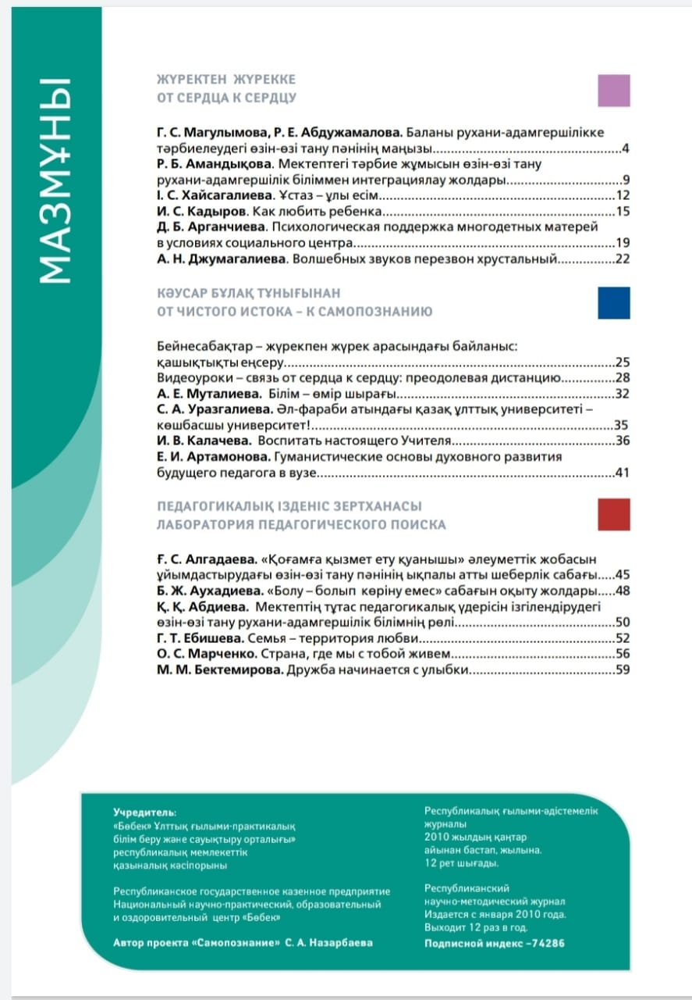 МАЗМҰНЫ
ЖҮРЕКТЕН ЖҮРЕККЕ
ОТ СЕРДЦА К СЕРДЦУ
Г. С. Магулымова, Р. Е. Абдужамалова. Баланы рухани-адамгершілікке
тәрбиелеудегі өзін-өзі тану пәнінің маңызы.....4
Р. Б. Амандықова. Мектептегі тәрбие жұмысын өзін-өзі тану
рухани-адамгершілік біліммен интеграциялау жолдары.....9
І. С. Хайсагалиева. Ұстаз – ұлы есім.....12
И. С. Кадыров. Как любить ребенка.....15
Д. Б. Арганчиева. Психологическая поддержка многодетных матерей
в условиях социального центра.....19
А. Н. Джумагалиева. Волшебных звуков перезвон хрустальный.....22
КӘУСАР БҰЛАҚ ТҰНЫҒЫНАН
ОТ ЧИСТОГО ИСТОКА – К САМОПОЗНАНИЮ
Бейнесабақтар – жүрекпен жүрек арасындағы байланыс:
қашықтықты еңсеру.....25
Видеоуроки – связь от сердца к сердцу: преодолевая дистанцию.....28
А. Е. Муталиева. Білім – өмір шырағы.....32
С. А. Уразгалиева. Әл-фараби атындағы қазақ ұлттық университеті –
көшбасшы университет!.....35
И. В. Калачева. Воспитать настоящего Учителя.....36
Е. И. Артамонова. Гуманистические основы духовного развития
будущего педагога в вузе.....41
ПЕДАГОГИКАЛЫҚ ІЗДЕНІС ЗЕРТХАНАСЫ
ЛАБОРАТОРИЯ ПЕДАГОГИЧЕСКОГО ПОИСКА
Ғ. С. Алгадаева. «Қоғамға қызмет ету қуанышы» әлеуметтік жобасын
ұйымдастырудағы өзін-өзі тану пәнінің ықпалы атты шеберлік сабағы.....45
Б. Ж. Аухадиева. «Болу – болып көріну емес» сабағын оқыту жолдары.....48
Қ. Қ. Абдиева. Мектептің тұтас педагогикалық үдерісін ізгілендірудегі
өзін-өзі тану рухани-адамгершілік білімнің рөлі.....50
Г. Т. Ебишева. Семья – территория любви.....52
О. С. Марченко. Страна, где мы с тобой живем.....56
М. М. Бектемирова. Дружба начинается с улыбки.....59
Учредитель:
«Бөбек» Ұлттық ғылыми-практикалық
білім беру және сауықтыру орталығы»
республикалық мемлекеттік
қазыналық кәсіпорыны
Республиканское государственное казенное предприятие
Национальный научно-практический, образовательный
и оздоровительный центр «Бөбек»
Автор проекта «Самопознание» С. А. Назарбаева
Республикалық ғылыми-әдістемелік
журналы
2010 жылдың қаңтар
айынан бастап, жылына.
12 рет шығады.
Республиканский
научно-методический журнал
Издается с января 2010 года.
Выходит 12 раз в год.
Подписной индекс –74286